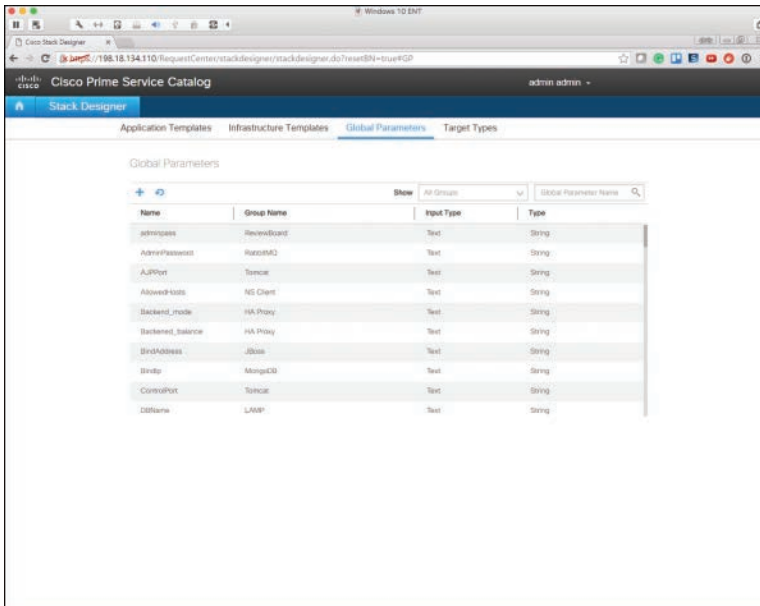 Windows 10 ENT
Cisco Stack Designer
https://198.18.134.110/RequestCenter/stackdesigner/stackdesigner.do?resetBN=true#GP
CISCO Cisco Prime Service Catalog admin admin
Stack Designer
Application Templates Infrastructure Templates Global Parameters Target Types
Global Parameters
Show All Groups Global Parameter Name
Name Group Name Input Type Type
adminpass ReviewBoard Text String
AdminPassword RabbitMQ Text String
AJPPort Tomcat Text String
AllowedHosts NS Client Text String
Backend_mode HA Proxy Text String
Backened_balance HA Proxy Text String
BindAddress JBoss Text String
BindIp MongoDB Text String
ControlPort Tomcat Text String
DBName LAMP Text String